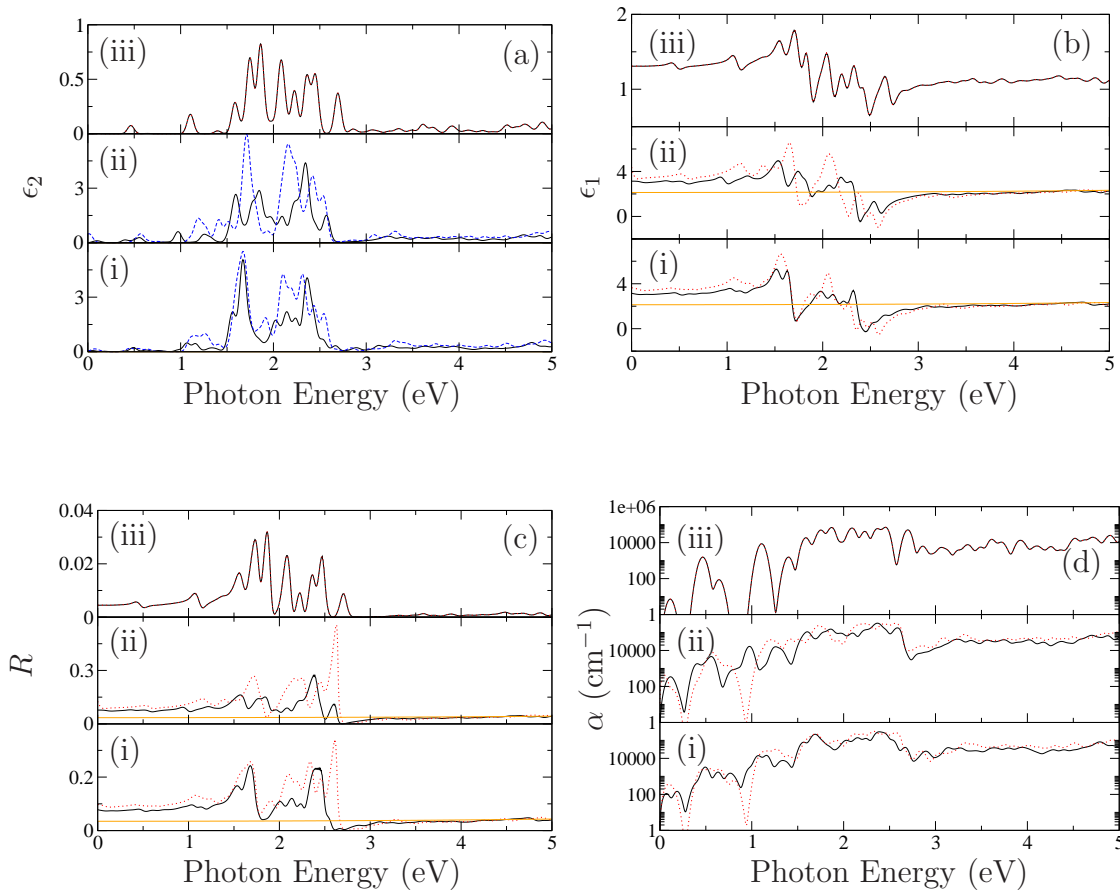 1
0.5
0
3
0
3
0
ϵ2
(iii)
(a)
(ii)
(i)
0 1 2 3 4 5
Photon Energy (eV)
2
1
4
0
4
0
ϵ1
(iii)
(b)
(ii)
(i)
0 1 2 3 4 5
Photon Energy (eV)
0.04
0.02
0
0.3
0
0.2
0
R
(iii)
(c)
(ii)
(i)
0 1 2 3 4 5
Photon Energy (eV)
1e+06
10000
100
1
10000
100
1
10000
100
1
α (cm−1)
(iii)
(d)
(ii)
(i)
0 1 2 3 4 5
Photon Energy (eV)